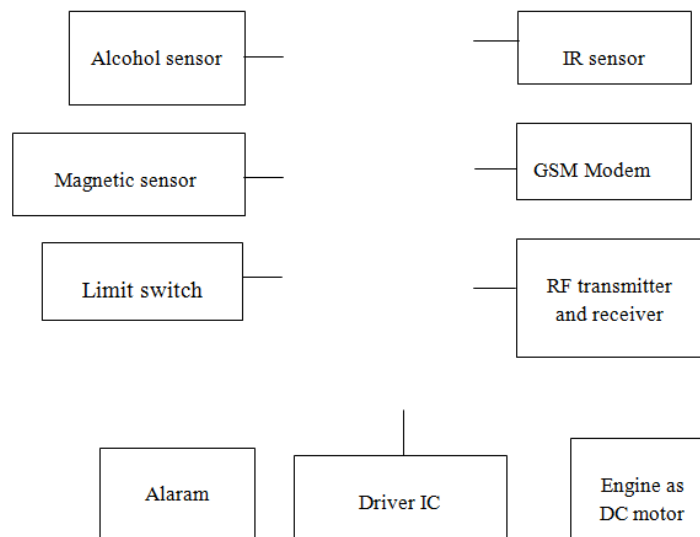 Alcohol sensor
IR sensor
Magnetic sensor
GSM Modem
Limit switch
RF transmitter
and receiver
Alaram
Driver IC
Engine as
DC motor